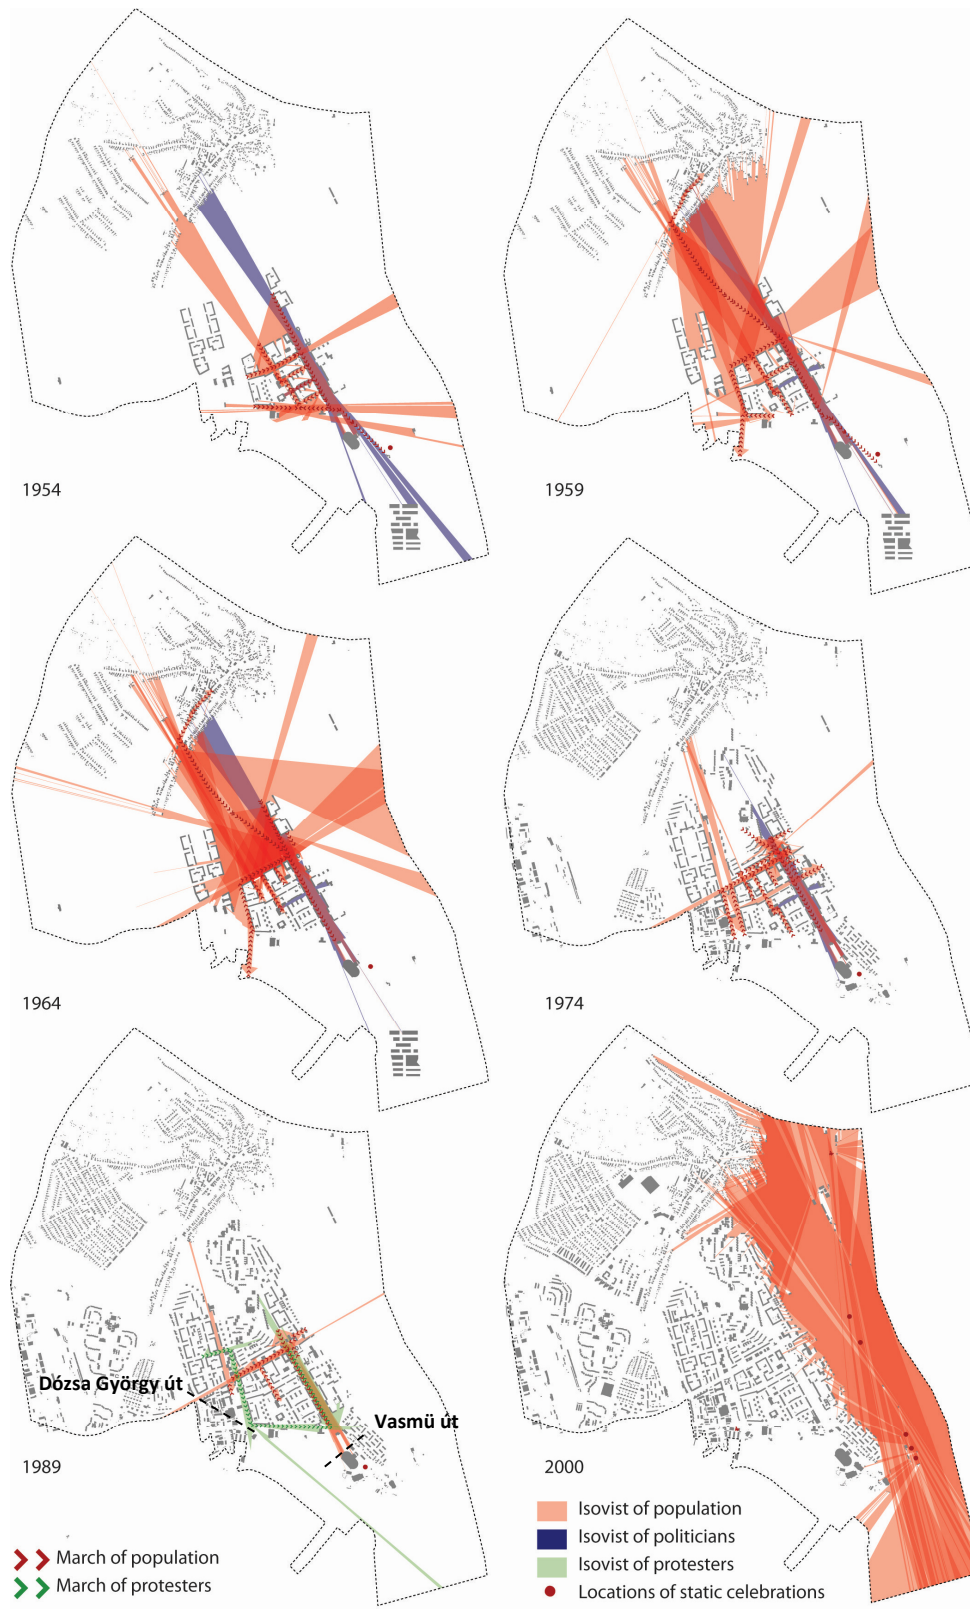 1954
1959
1964
1974
Dózsa György út
Vasmü út
1989
2000
March of population
March of protesters
Isovist of population
Isovist of politicians
Isovist of protesters
Locations of static celebrations